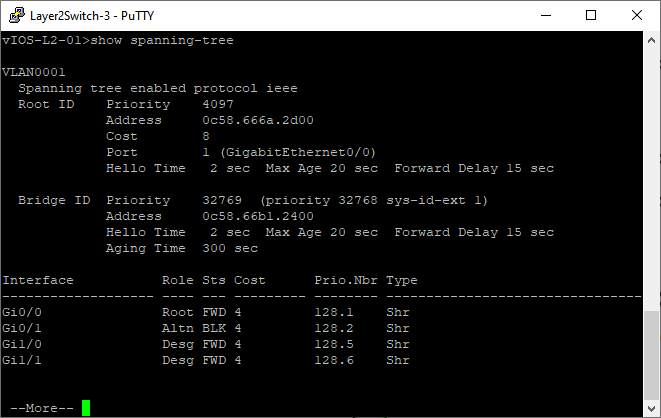 Layer2Switch-3 - PuTTY
vIOS-L2-01>show spanning-tree
VLAN0001
  Spanning tree enabled protocol ieee
  Root ID    Priority    4097
             Address     0c58.666a.2d00
             Cost        8
             Port        1 (GigabitEthernet0/0)
             Hello Time   2 sec  Max Age 20 sec  Forward Delay 15 sec
  Bridge ID  Priority    32769  (priority 32768 sys-id-ext 1)
             Address     0c58.66b1.2400
             Hello Time   2 sec  Max Age 20 sec  Forward Delay 15 sec
             Aging Time  300 sec
Interface           Role Sts Cost      Prio.Nbr Type
------------------- ---- --- --------- -------- --------------------------------
Gi0/0               Root FWD 4         128.1    Shr
Gi0/1               Altn BLK 4         128.2    Shr
Gi1/0               Desg FWD 4         128.5    Shr
Gi1/1               Desg FWD 4         128.6    Shr
 --More--